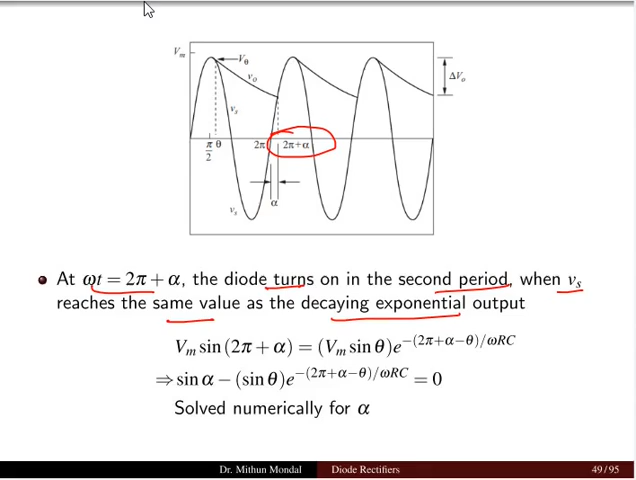 V_m
V_θ
v_o
ΔV_o
v_s
π/2 θ 2π 2π+α
α
v_s
At ωt = 2π + α, the diode turns on in the second period, when v_s
reaches the same value as the decaying exponential output
V_m sin(2π + α) = (V_m sin θ)e^{−(2π+α−θ)/ωRC}
⇒ sin α − (sin θ)e^{−(2π+α−θ)/ωRC} = 0
Solved numerically for α
Dr. Mithun Mondal Diode Rectifiers 49 / 95